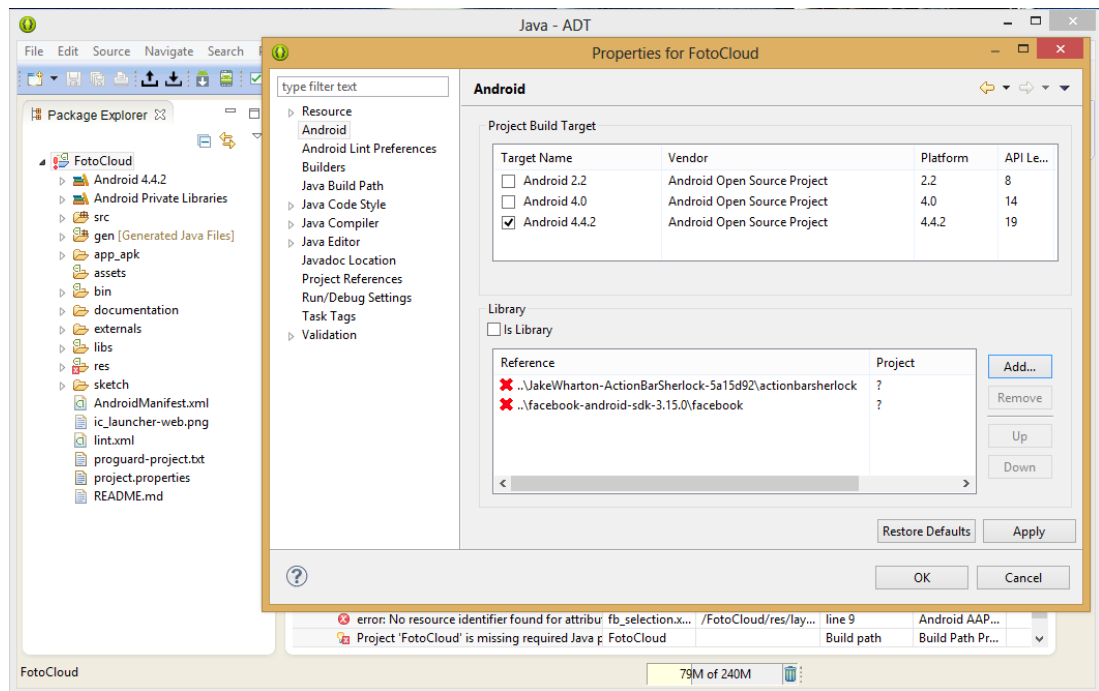 Java - ADT
File Edit Source Navigate Search
Package Explorer
FotoCloud
Android 4.4.2
Android Private Libraries
src
gen [Generated Java Files]
app_apk
assets
bin
documentation
externals
libs
res
sketch
AndroidManifest.xml
ic_launcher-web.png
lint.xml
proguard-project.txt
project.properties
README.md
Properties for FotoCloud
type filter text
Resource
Android
Android Lint Preferences
Builders
Java Build Path
Java Code Style
Java Compiler
Java Editor
Javadoc Location
Project References
Run/Debug Settings
Task Tags
Validation
Android
Project Build Target
Target Name Vendor Platform API Le...
Android 2.2 Android Open Source Project 2.2 8
Android 4.0 Android Open Source Project 4.0 14
Android 4.4.2 Android Open Source Project 4.4.2 19
Library
Is Library
Reference Project
..\JakeWharton-ActionBarSherlock-5a15d92\actionbarsherlock ?
..\facebook-android-sdk-3.15.0\facebook ?
Add...
Remove
Up
Down
Restore Defaults Apply
OK Cancel
error: No resource identifier found for attribut fb_selection.x... /FotoCloud/res/lay... line 9 Android AAP...
Project 'FotoCloud' is missing required Java p FotoCloud Build path Build Path Pr...
FotoCloud
79M of 240M